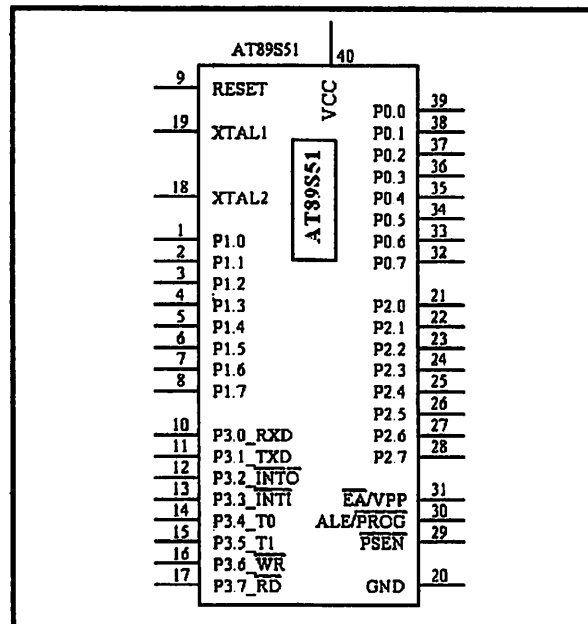 AT89S51
40
VCC
AT89S51
9 RESET
19 XTAL1
18 XTAL2
1 P1.0
2 P1.1
3 P1.2
4 P1.3
5 P1.4
6 P1.5
7 P1.6
8 P1.7
10 P3.0_RXD
11 P3.1_TXD
12 P3.2_INTO
13 P3.3_INTI
14 P3.4_T0
15 P3.5_T1
16 P3.6_WR
17 P3.7_RD
P0.0 39
P0.1 38
P0.2 37
P0.3 36
P0.4 35
P0.5 34
P0.6 33
P0.7 32
P2.0 21
P2.1 22
P2.2 23
P2.3 24
P2.4 25
P2.5 26
P2.6 27
P2.7 28
EA/VPP 31
ALE/PROG 30
PSEN 29
GND 20